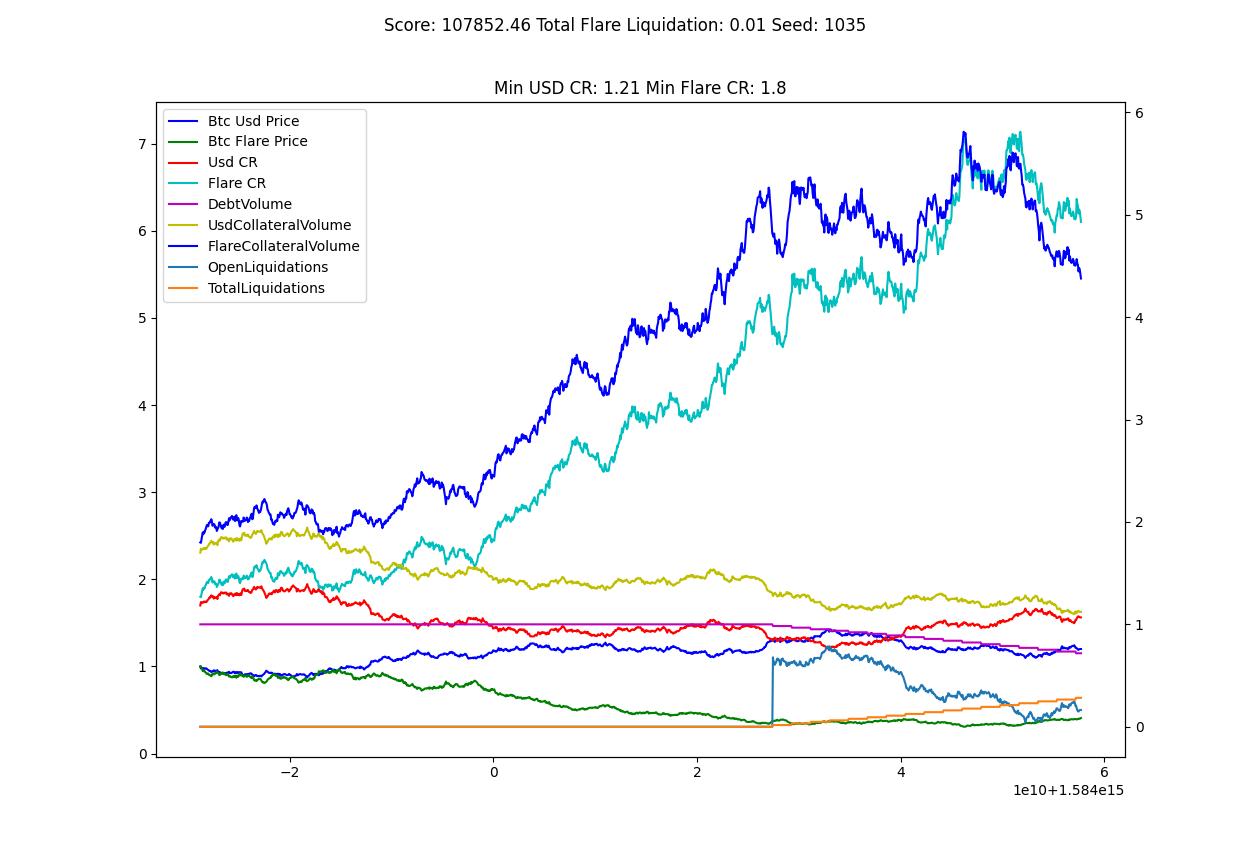 Score: 107852.46 Total Flare Liquidation: 0.01 Seed: 1035
Min USD CR: 1.21 Min Flare CR: 1.8
Btc Usd Price
Btc Flare Price
Usd CR
Flare CR
DebtVolume
UsdCollateralVolume
FlareCollateralVolume
OpenLiquidations
TotalLiquidations
7
6
5
4
3
2
1
0
6
5
4
3
2
1
0
−2
0
2
4
6
1e10+1.584e15